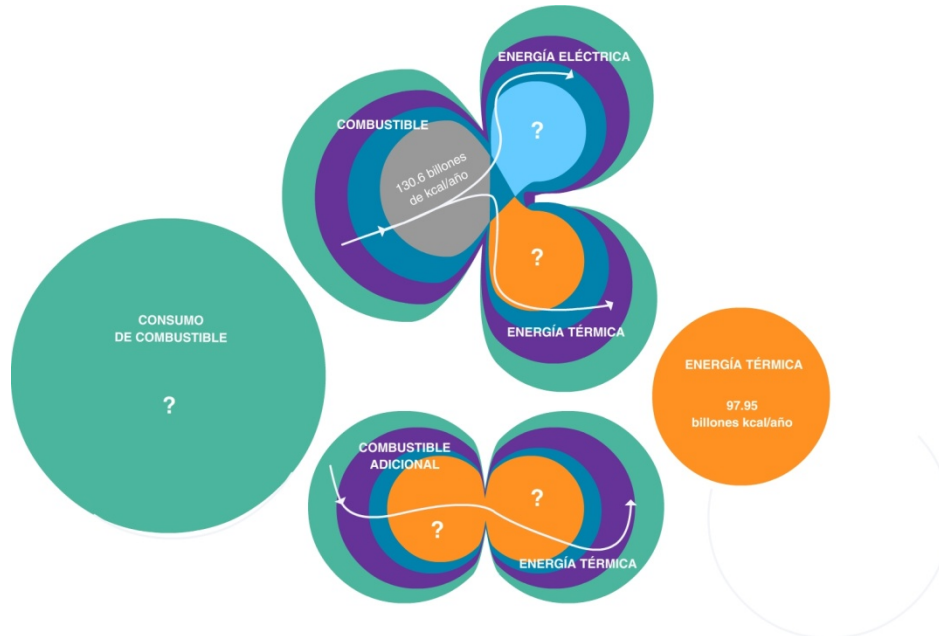 ENERGÍA ELÉCTRICA
?
COMBUSTIBLE
130.6 billones
de kcal/año
?
ENERGÍA TÉRMICA
CONSUMO
DE COMBUSTIBLE
?
ENERGÍA TÉRMICA
97.95
billones kcal/año
COMBUSTIBLE
ADICIONAL
?
?
ENERGÍA TÉRMICA